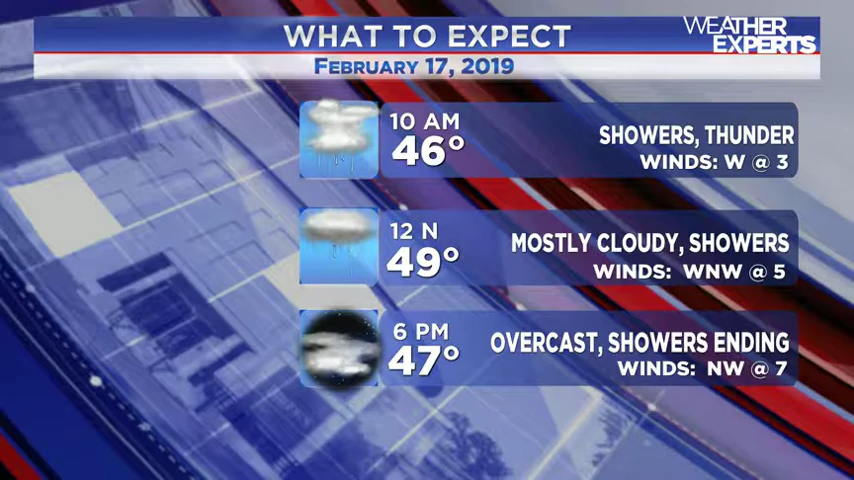 WHAT TO EXPECT
WEATHER
EXPERTS
FEBRUARY 17, 2019
10 AM
46°
SHOWERS, THUNDER
WINDS: W @ 3
12 N
49°
MOSTLY CLOUDY, SHOWERS
WINDS: WNW @ 5
6 PM
47°
OVERCAST, SHOWERS ENDING
WINDS: NW @ 7